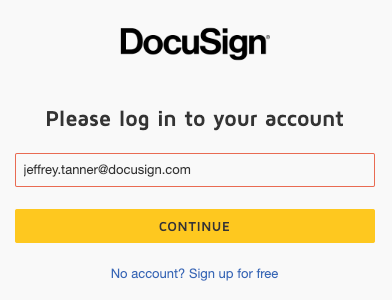 DocuSign®
Please log in to your account
jeffrey.tanner@docusign.com
CONTINUE
No account? Sign up for free